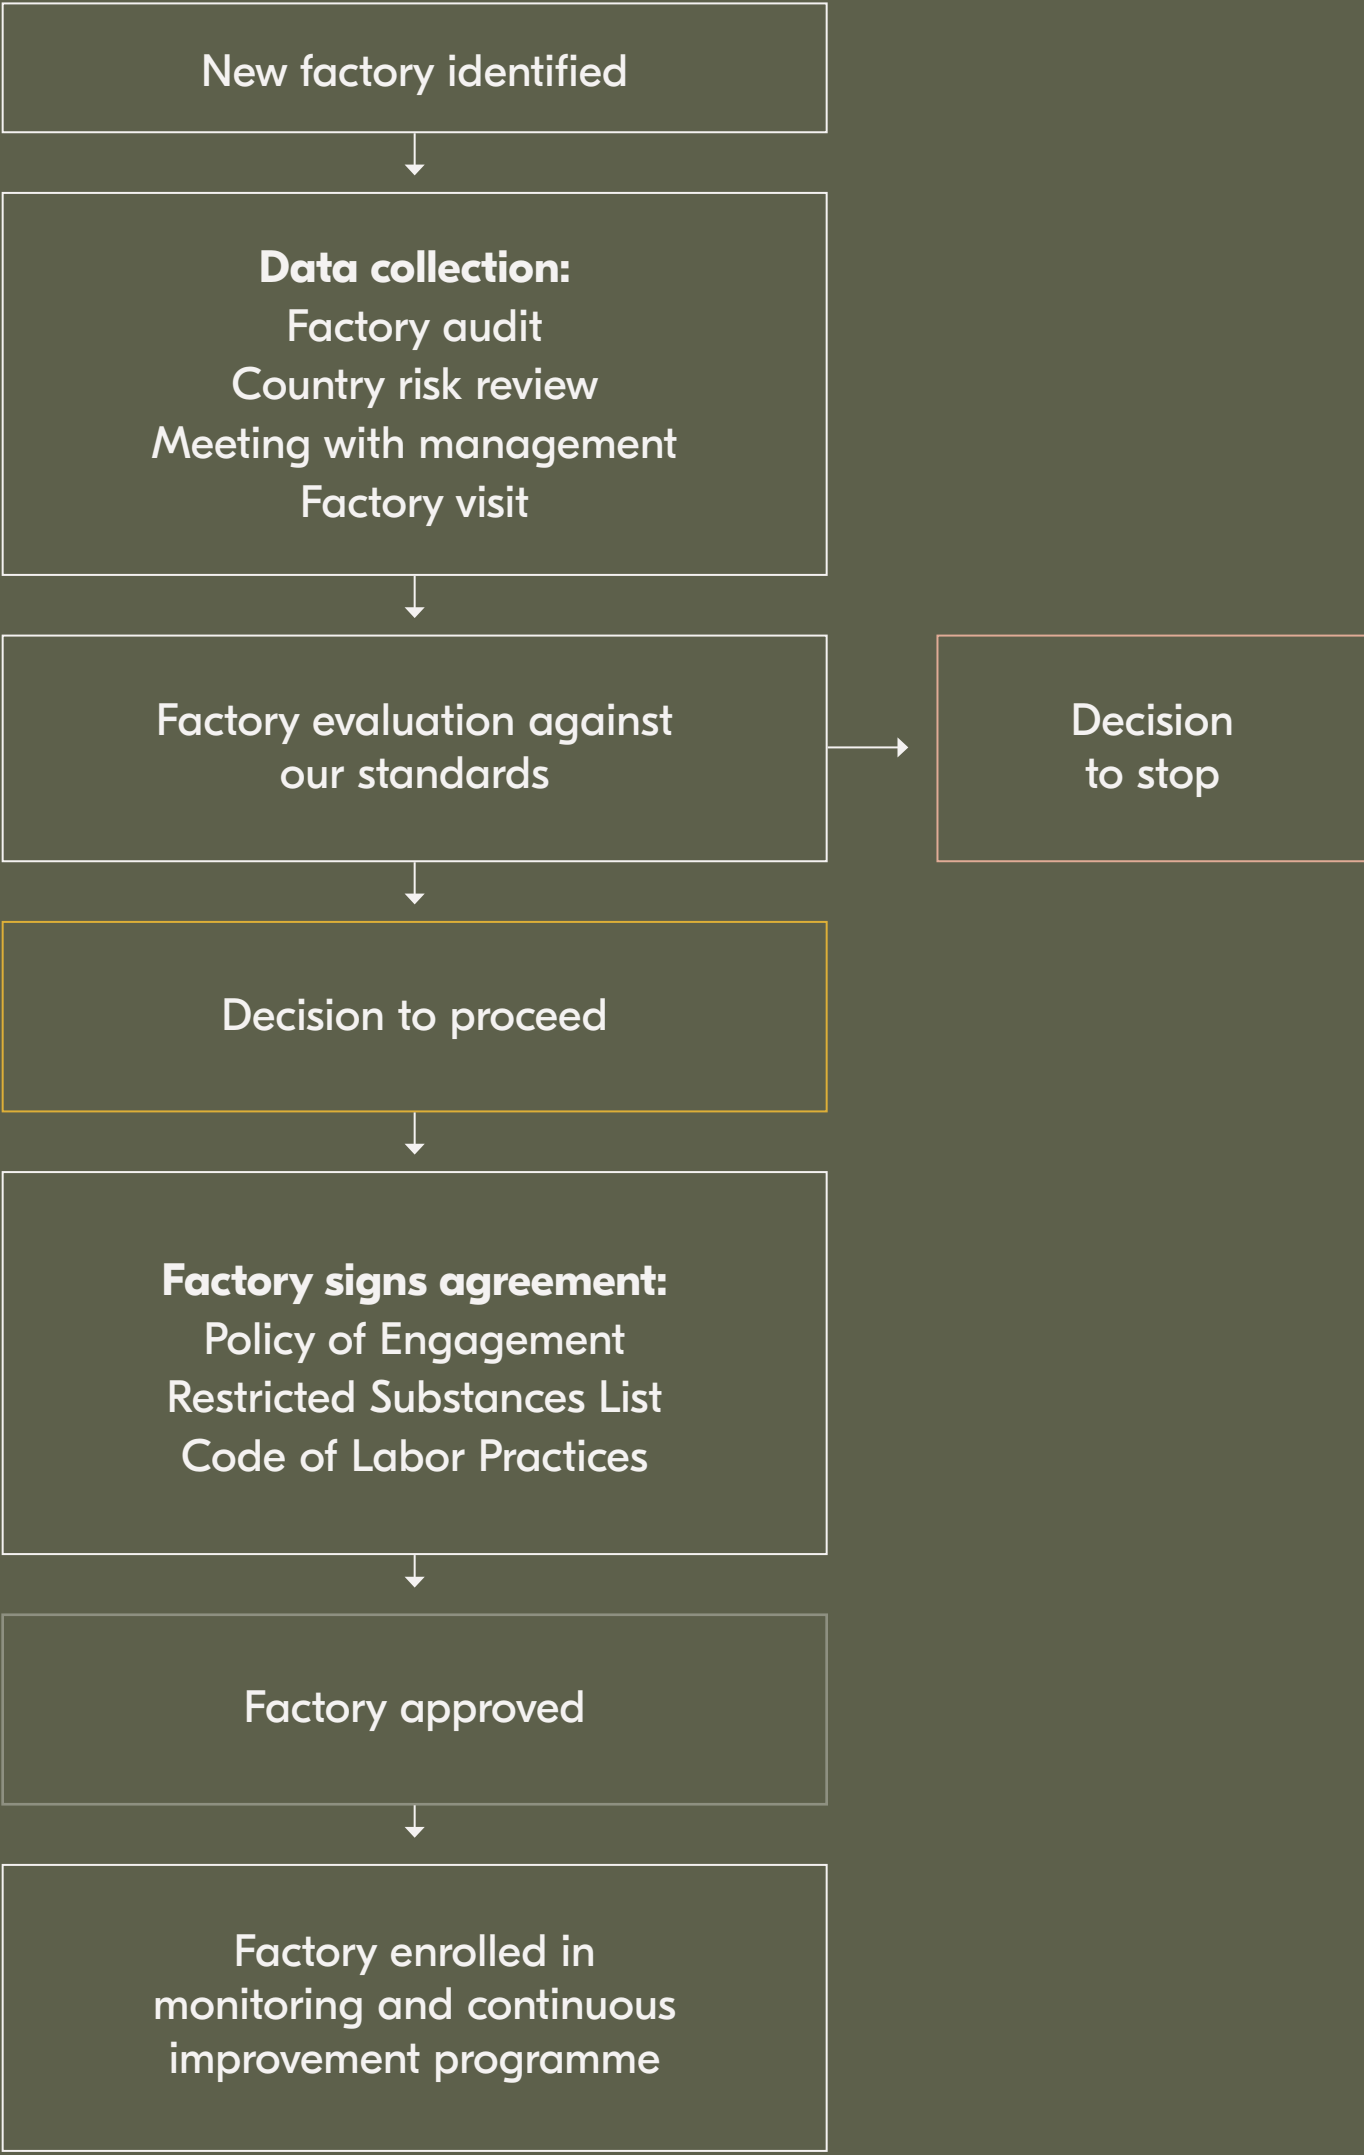 New factory identified
Data collection:
Factory audit
Country risk review
Meeting with management
Factory visit
Factory evaluation against
our standards
Decision
to stop
Decision to proceed
Factory signs agreement:
Policy of Engagement
Restricted Substances List
Code of Labor Practices
Factory approved
Factory enrolled in
monitoring and continuous
improvement programme